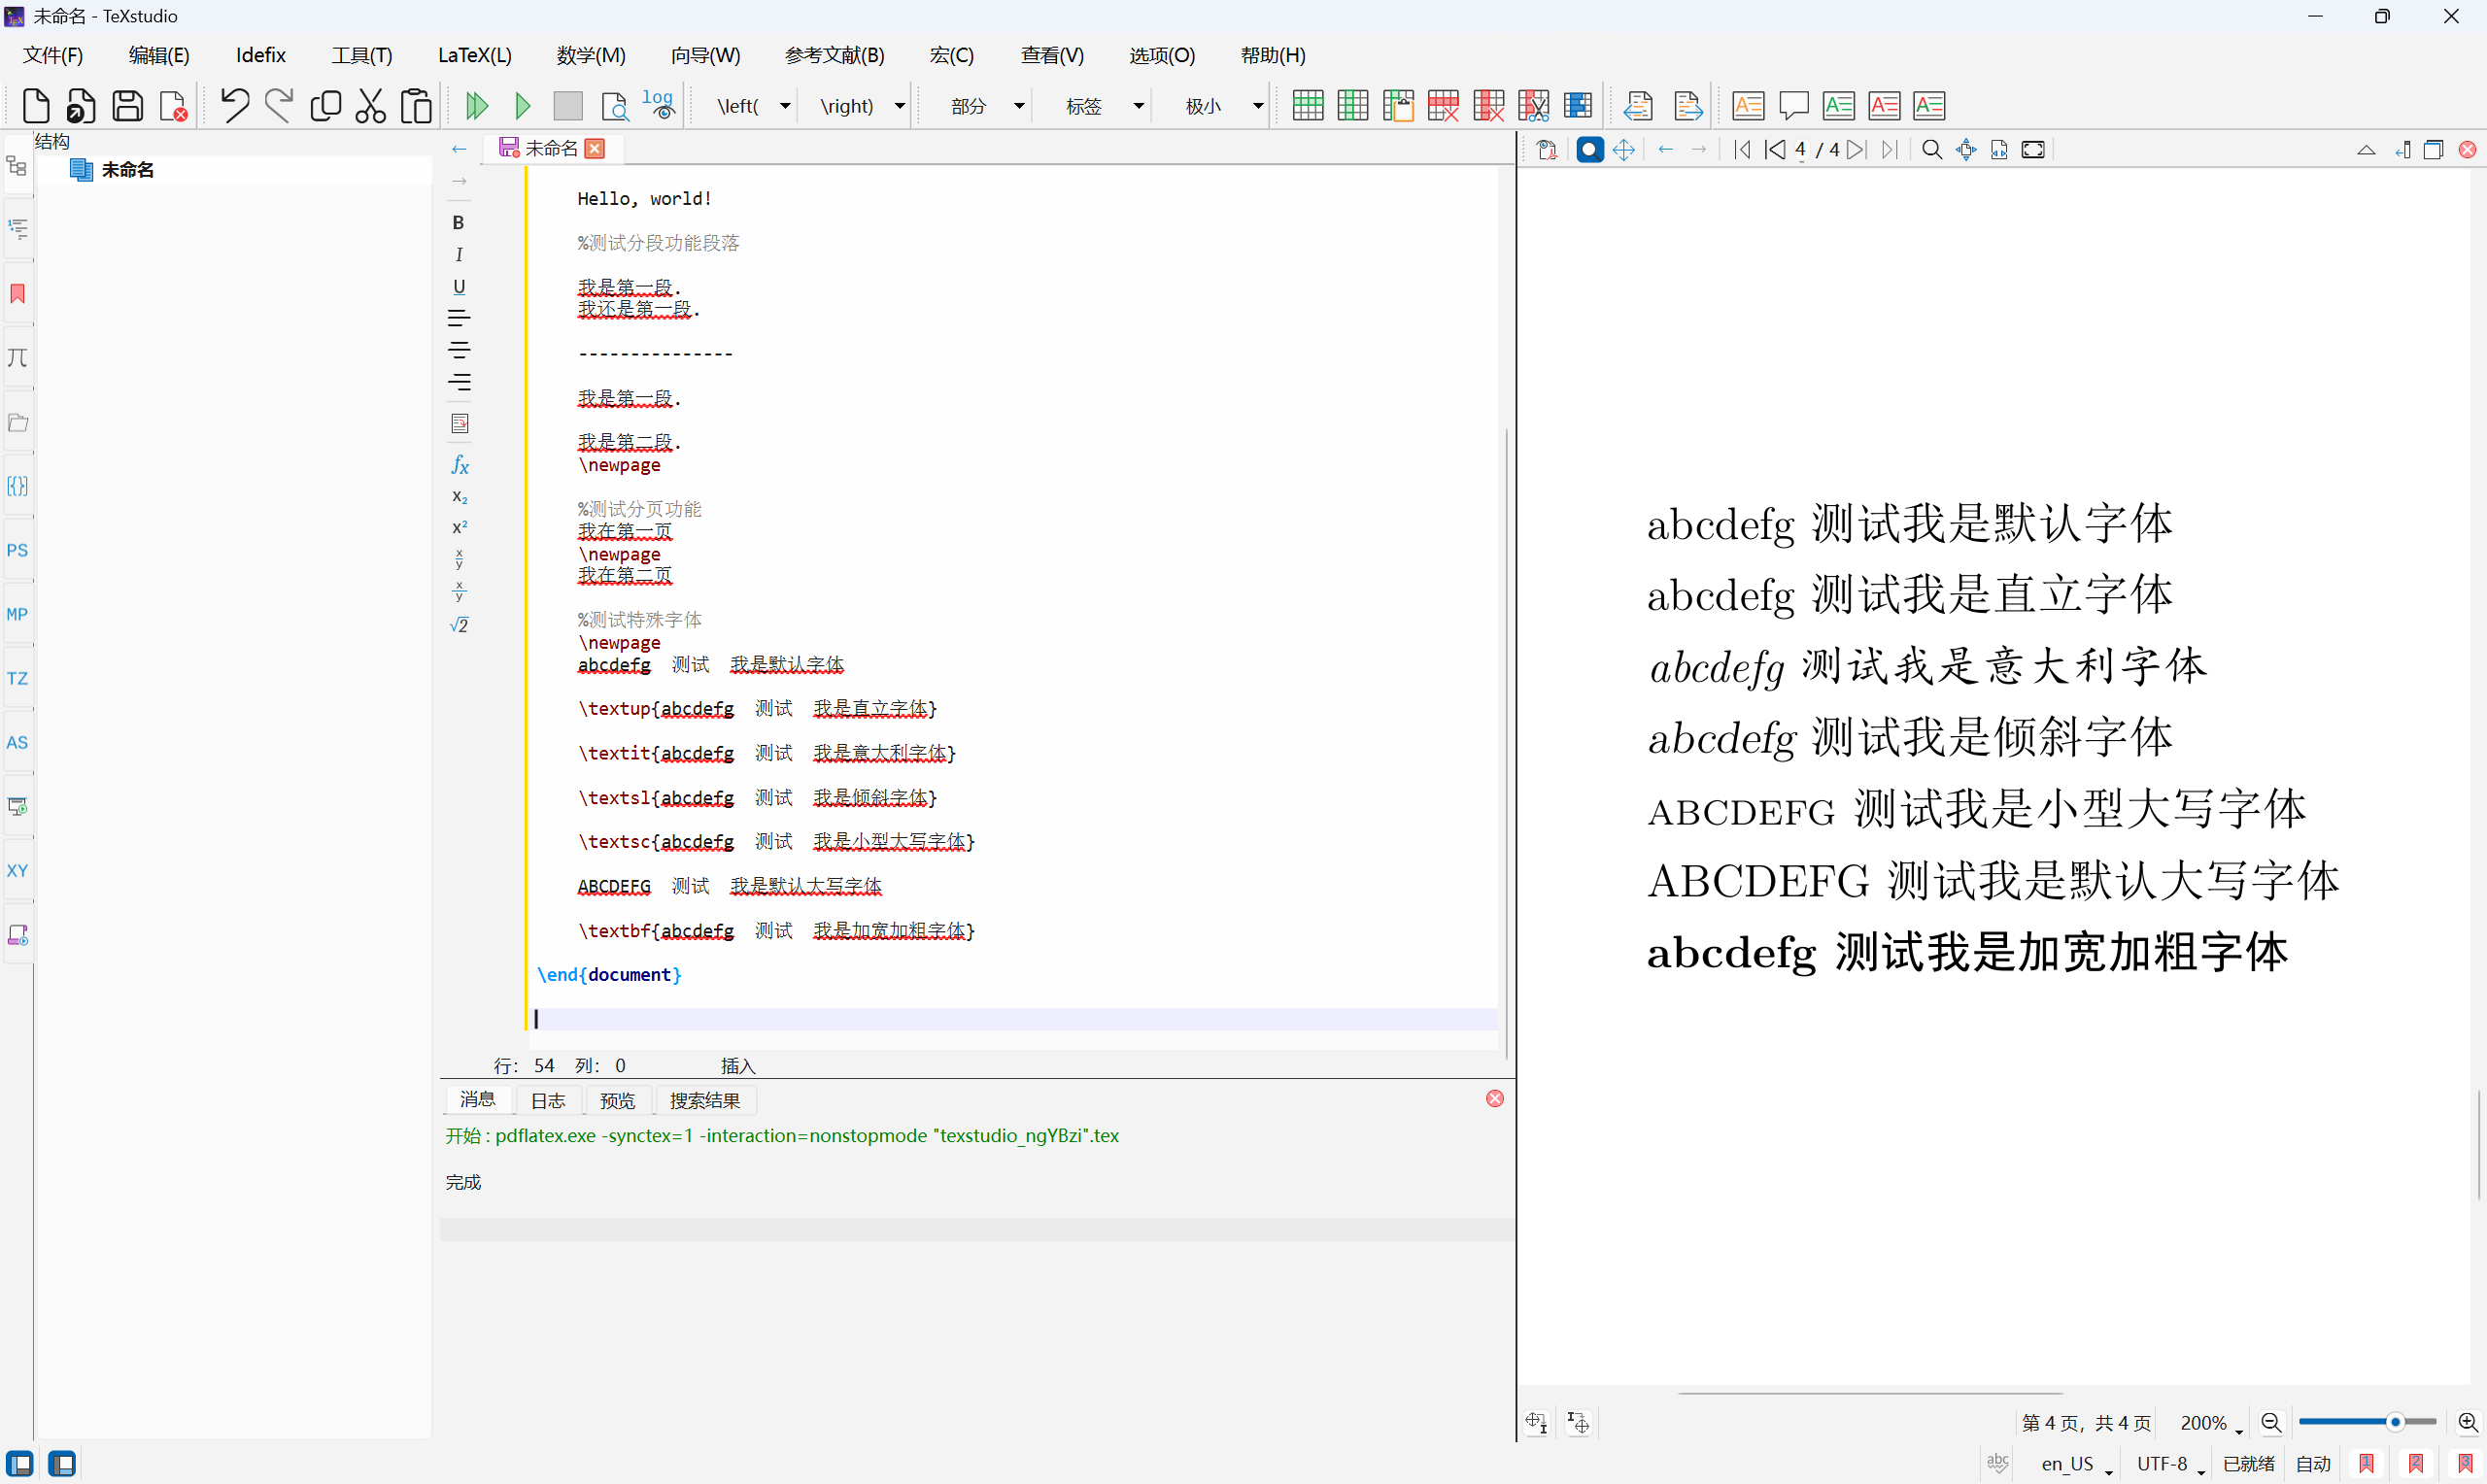 未命名 - TeXstudio
文件(F) 编辑(E) Idefix 工具(T) LaTeX(L) 数学(M) 向导(W) 参考文献(B) 宏(C) 查看(V) 选项(O) 帮助(H)
log \left( \right) 部分 标签 极小
结构
未命名
PS
MP
TZ
AS
XY
未命名
B
I
U
fx
x₂
x²
x/y
x/y
√2
Hello, world!
%测试分段功能段落
我是第一段.
我还是第一段.
---------------
我是第一段.
我是第二段.
\newpage
%测试分页功能
我在第一页
\newpage
我在第二页
%测试特殊字体
\newpage
abcdefg 测试 我是默认字体
\textup{abcdefg 测试 我是直立字体}
\textit{abcdefg 测试 我是意大利字体}
\textsl{abcdefg 测试 我是倾斜字体}
\textsc{abcdefg 测试 我是小型大写字体}
ABCDEFG 测试 我是默认大写字体
\textbf{abcdefg 测试 我是加宽加粗字体}
\end{document}
行: 54 列: 0 插入
消息 日志 预览 搜索结果
开始 : pdflatex.exe -synctex=1 -interaction=nonstopmode "texstudio_ngYBzi".tex
完成
4 / 4
abcdefg 测试我是默认字体
abcdefg 测试我是直立字体
abcdefg 测试我是意大利字体
abcdefg 测试我是倾斜字体
ABCDEFG 测试我是小型大写字体
ABCDEFG 测试我是默认大写字体
abcdefg 测试我是加宽加粗字体
第 4 页, 共 4 页 200%
abc en_US UTF-8 已就绪 自动 1 2 3